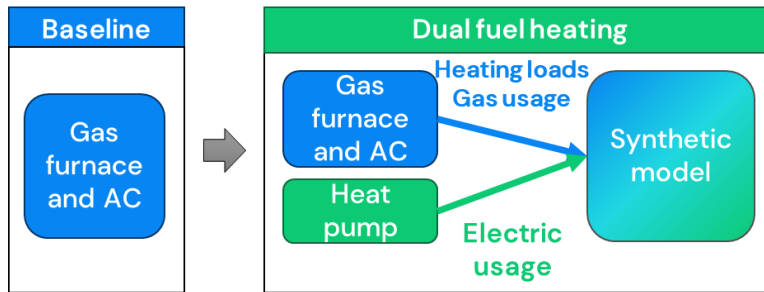 Baseline
Gas
furnace
and AC
Dual fuel heating
Gas
furnace
and AC
Heat
pump
Heating loads
Gas usage
Electric
usage
Synthetic
model